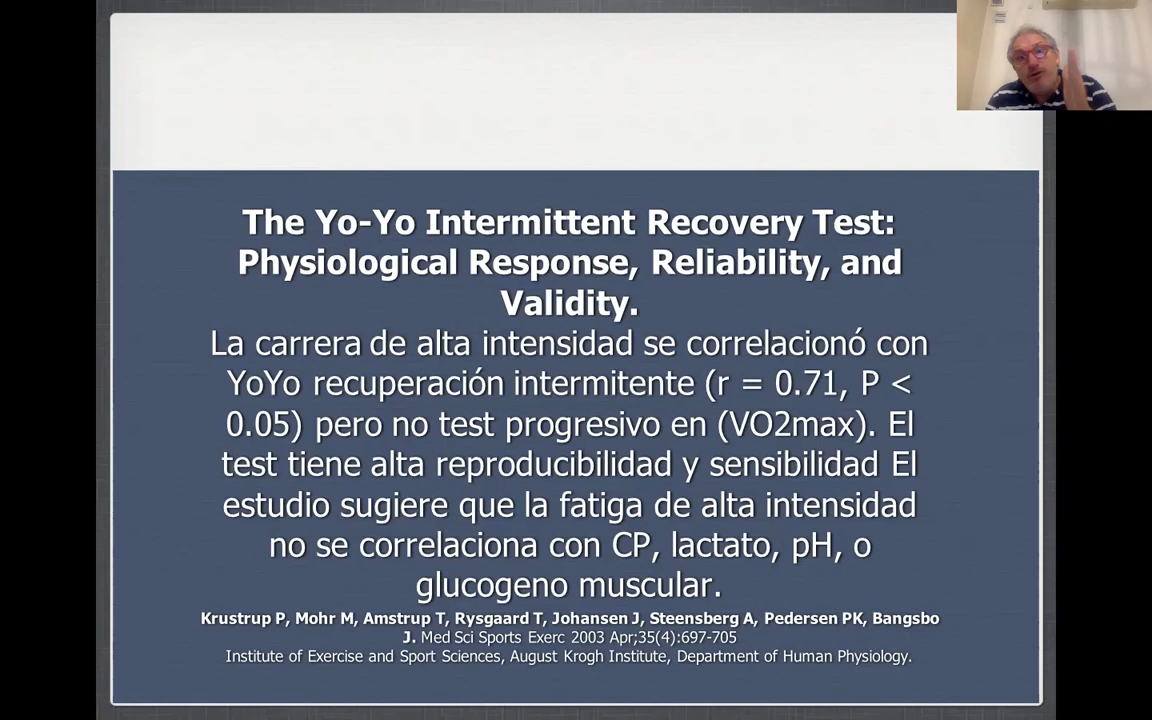 The Yo-Yo Intermittent Recovery Test:
Physiological Response, Reliability, and
Validity.
La carrera de alta intensidad se correlacionó con
YoYo recuperación intermitente (r = 0.71, P <
0.05) pero no test progresivo en (VO2max). El
test tiene alta reproducibilidad y sensibilidad El
estudio sugiere que la fatiga de alta intensidad
no se correlaciona con CP, lactato, pH, o
glucogeno muscular.
Krustrup P, Mohr M, Amstrup T, Rysgaard T, Johansen J, Steensberg A, Pedersen PK, Bangsbo
J. Med Sci Sports Exerc 2003 Apr;35(4):697-705
Institute of Exercise and Sport Sciences, August Krogh Institute, Department of Human Physiology.